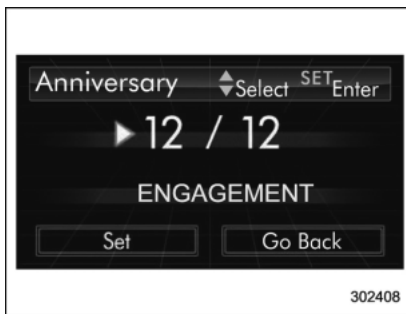 Anniversary Select SET Enter
12 / 12
ENGAGEMENT
Set Go Back
302408